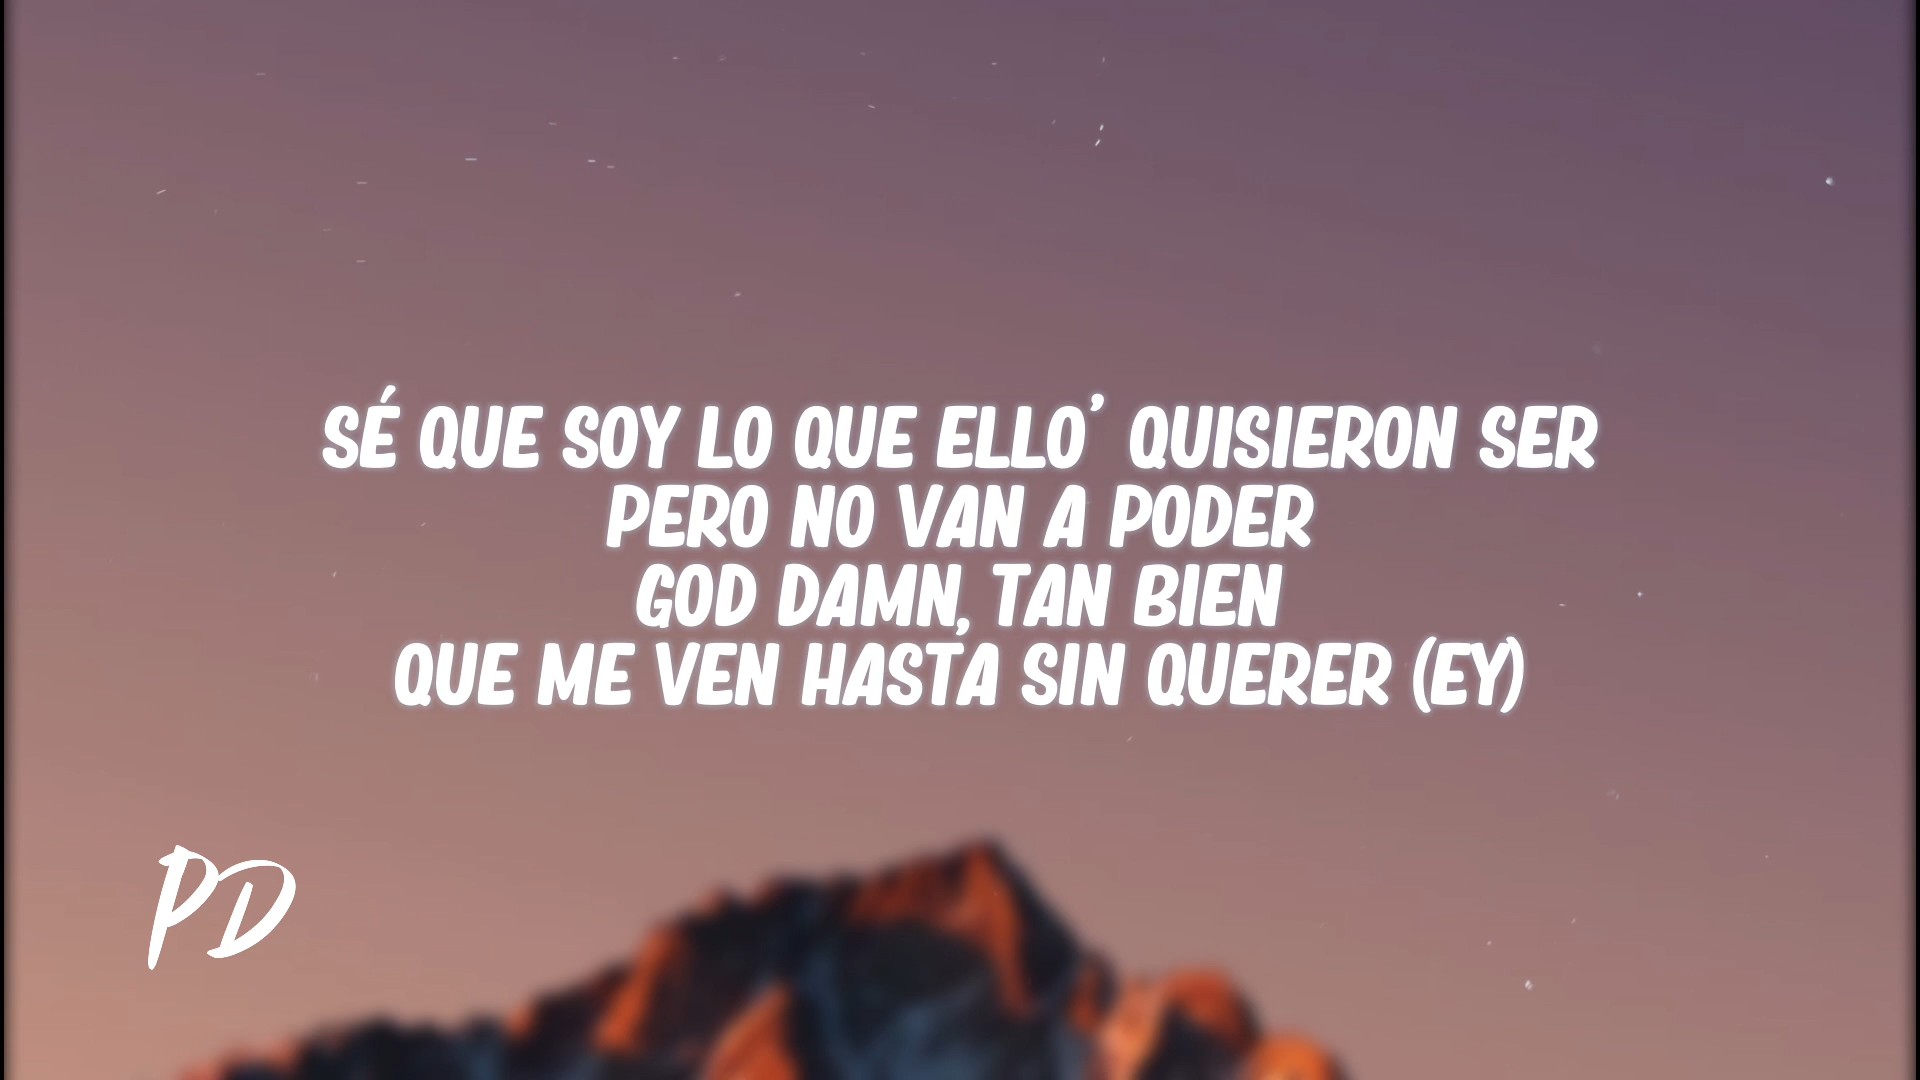 SÉ QUE SOY LO QUE ELLO' QUISIERON SER
PERO NO VAN A PODER
GOD DAMN, TAN BIEN
QUE ME VEN HASTA SIN QUERER (EY)
PD